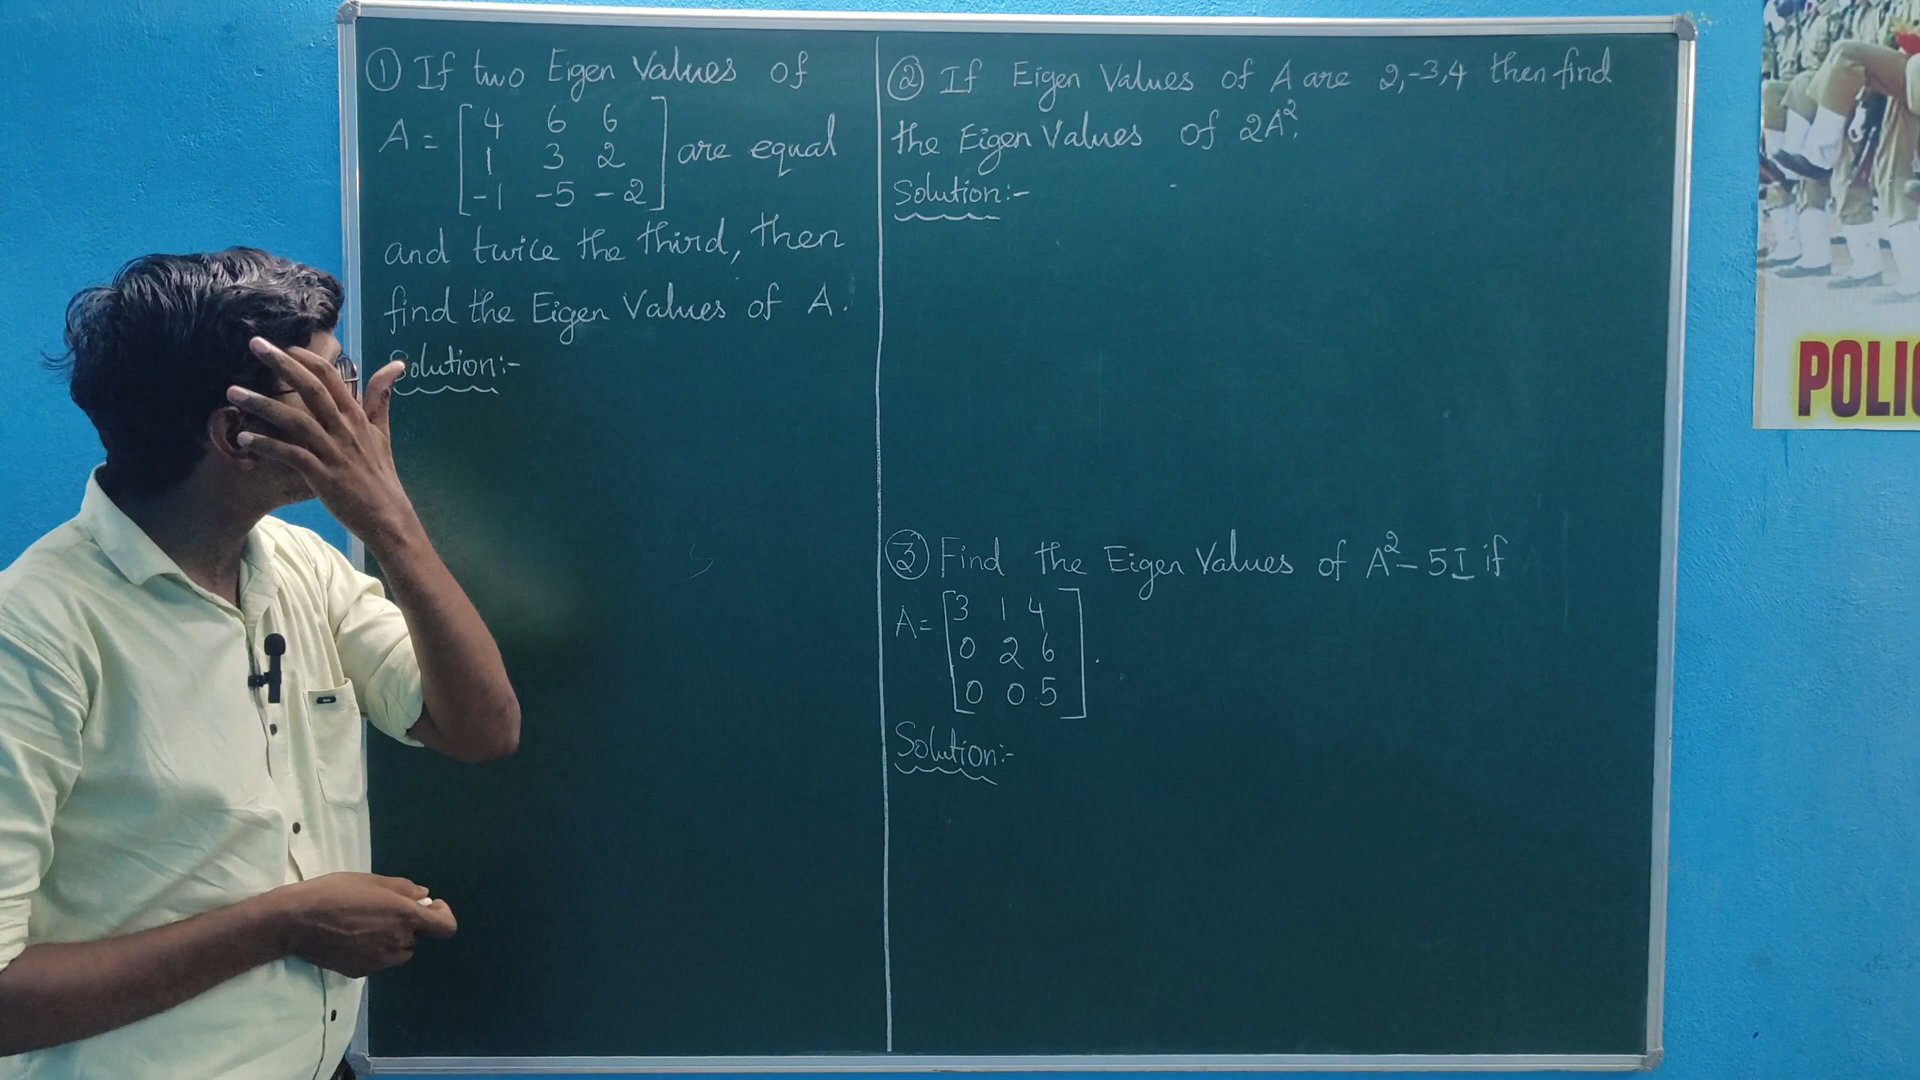 ① If two Eigen Values of
A = [ 4 6 6
1 3 2
-1 -5 -2 ] are equal
and twice the third, then
find the Eigen Values of A.
Solution:-
② If Eigen Values of A are 2,-3,4 then find
the Eigen Values of 2A².
Solution:-
③ Find the Eigen Values of A² - 5I if
A = [ 3 1 4
0 2 6
0 0 5 ].
Solution:-